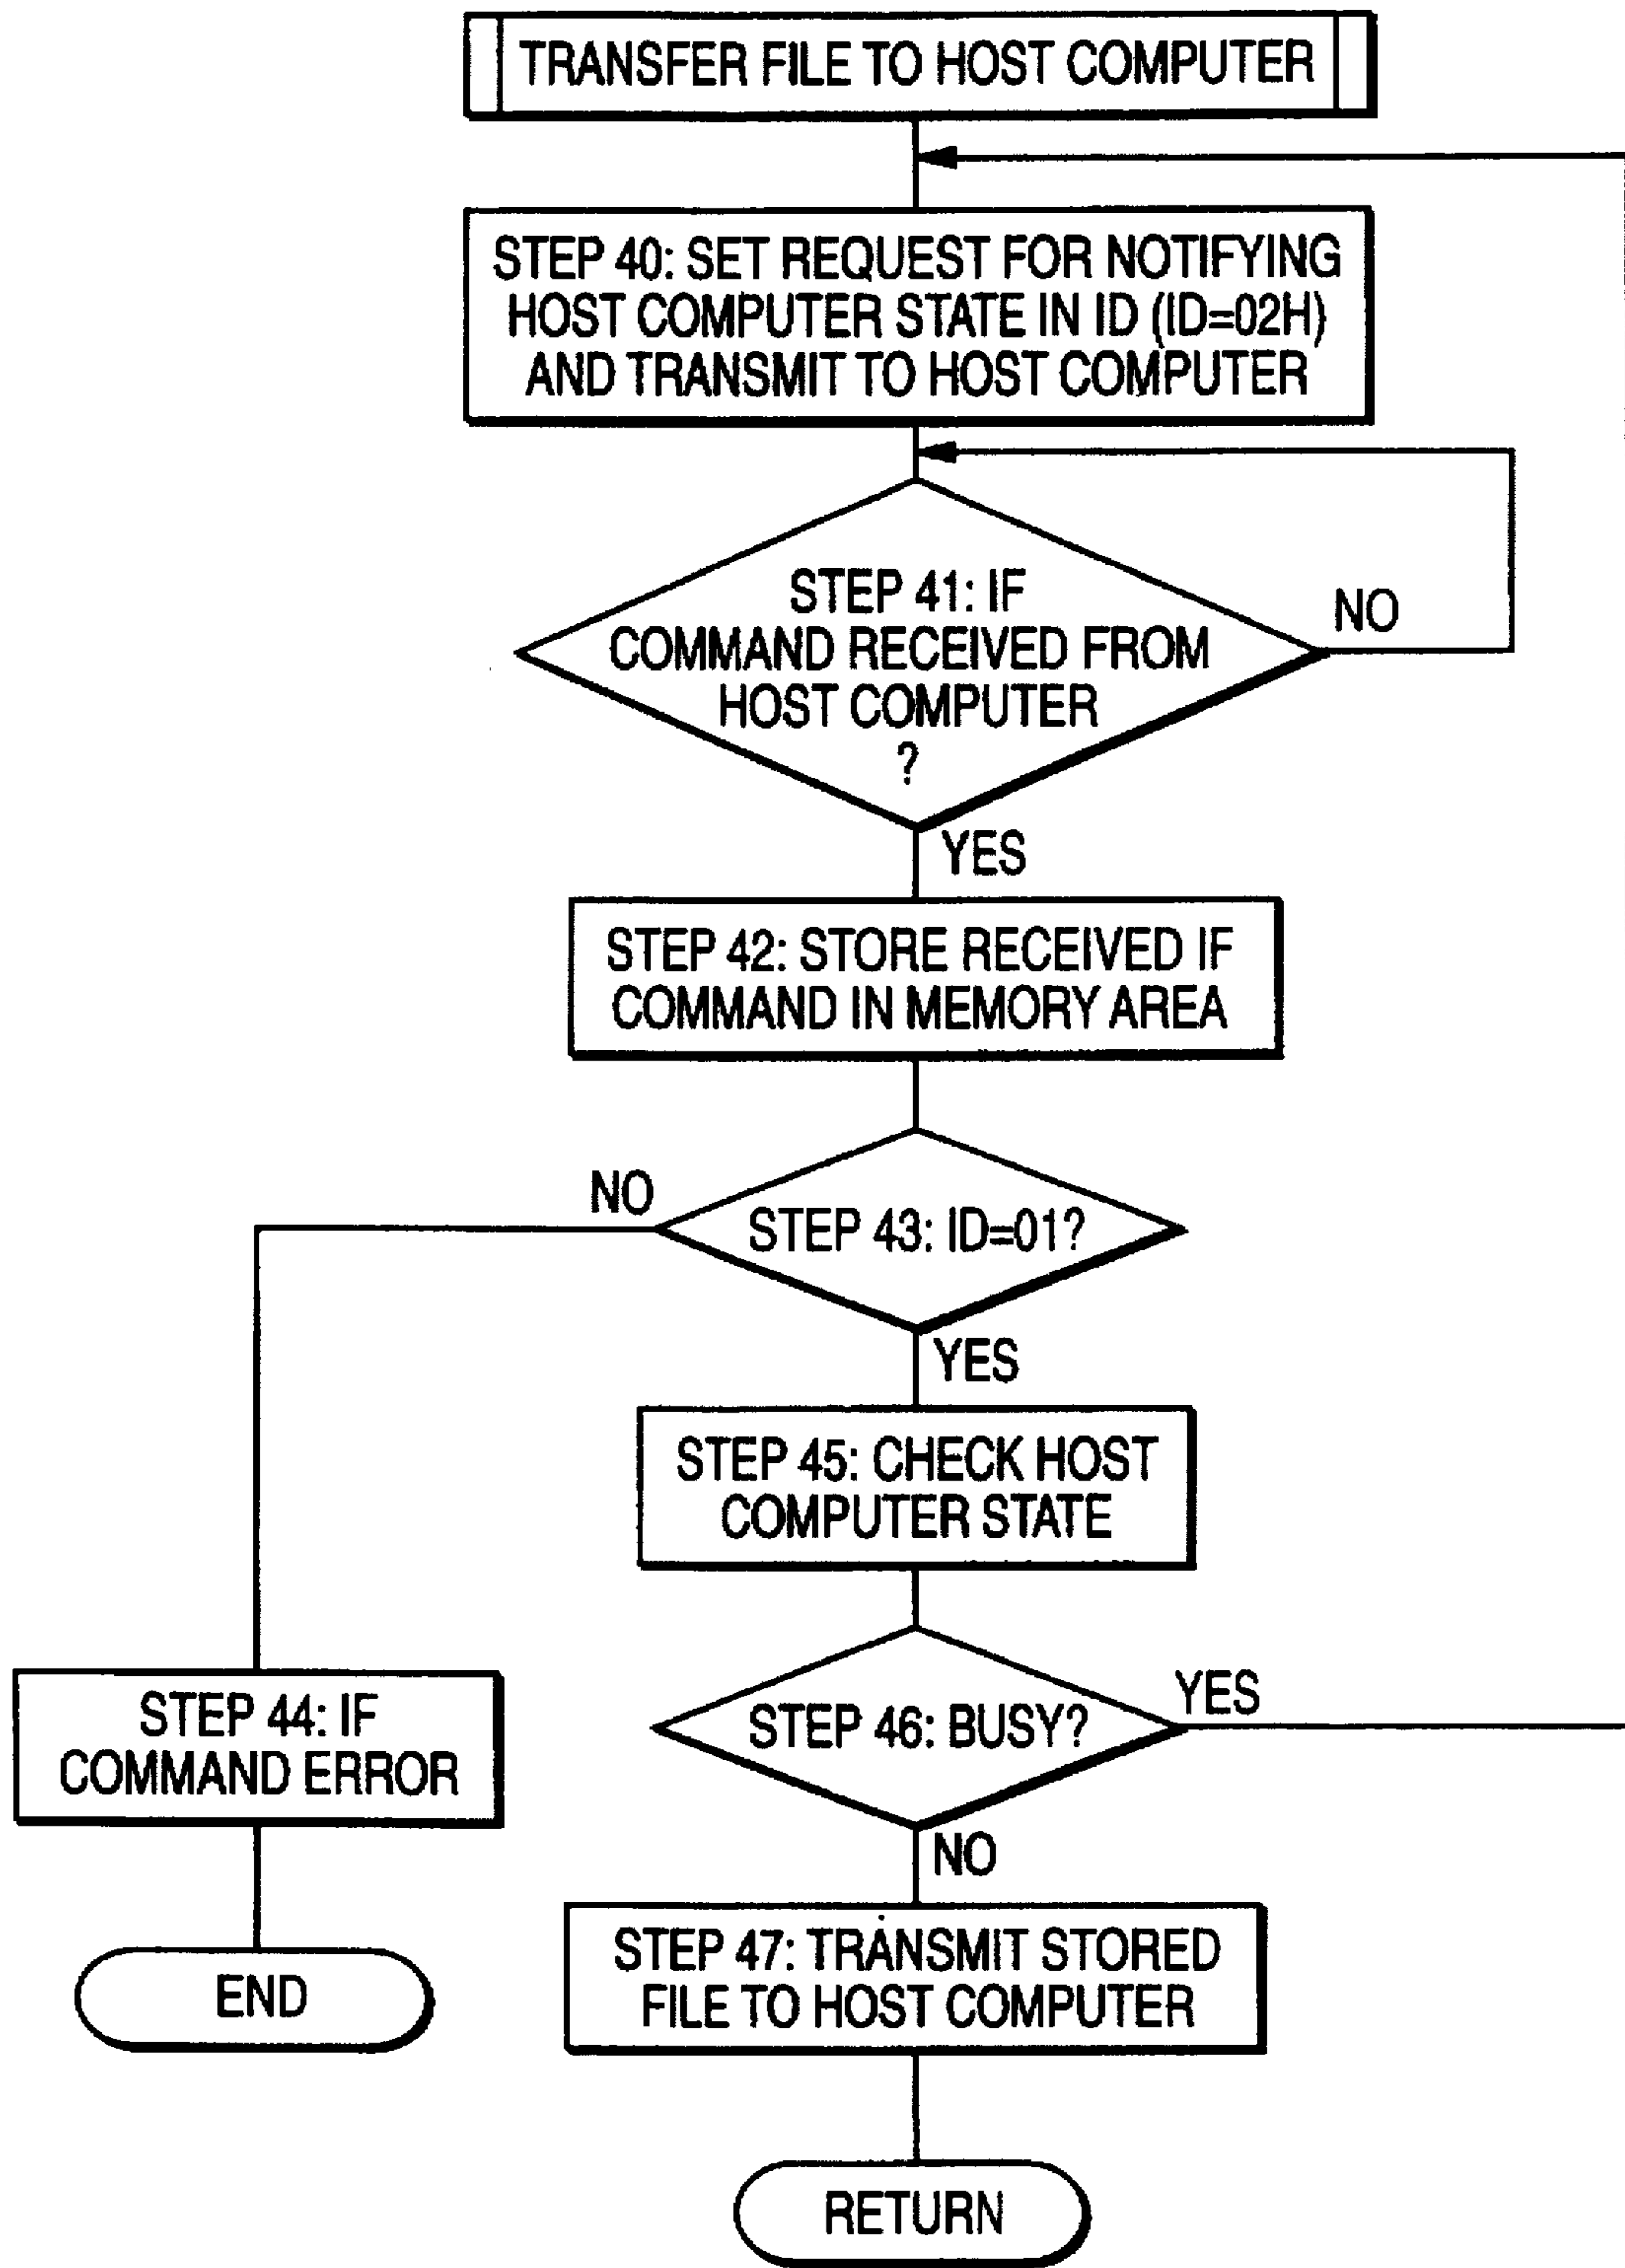 TRANSFER FILE TO HOST COMPUTER
STEP 40: SET REQUEST FOR NOTIFYING
HOST COMPUTER STATE IN ID (ID=02H)
AND TRANSMIT TO HOST COMPUTER
STEP 41: IF
COMMAND RECEIVED FROM
HOST COMPUTER
?
NO
YES
STEP 42: STORE RECEIVED IF
COMMAND IN MEMORY AREA
NO
STEP 43: ID=01?
YES
STEP 45: CHECK HOST
COMPUTER STATE
STEP 44: IF
COMMAND ERROR
STEP 46: BUSY?
YES
NO
END
STEP 47: TRANSMIT STORED
FILE TO HOST COMPUTER
RETURN